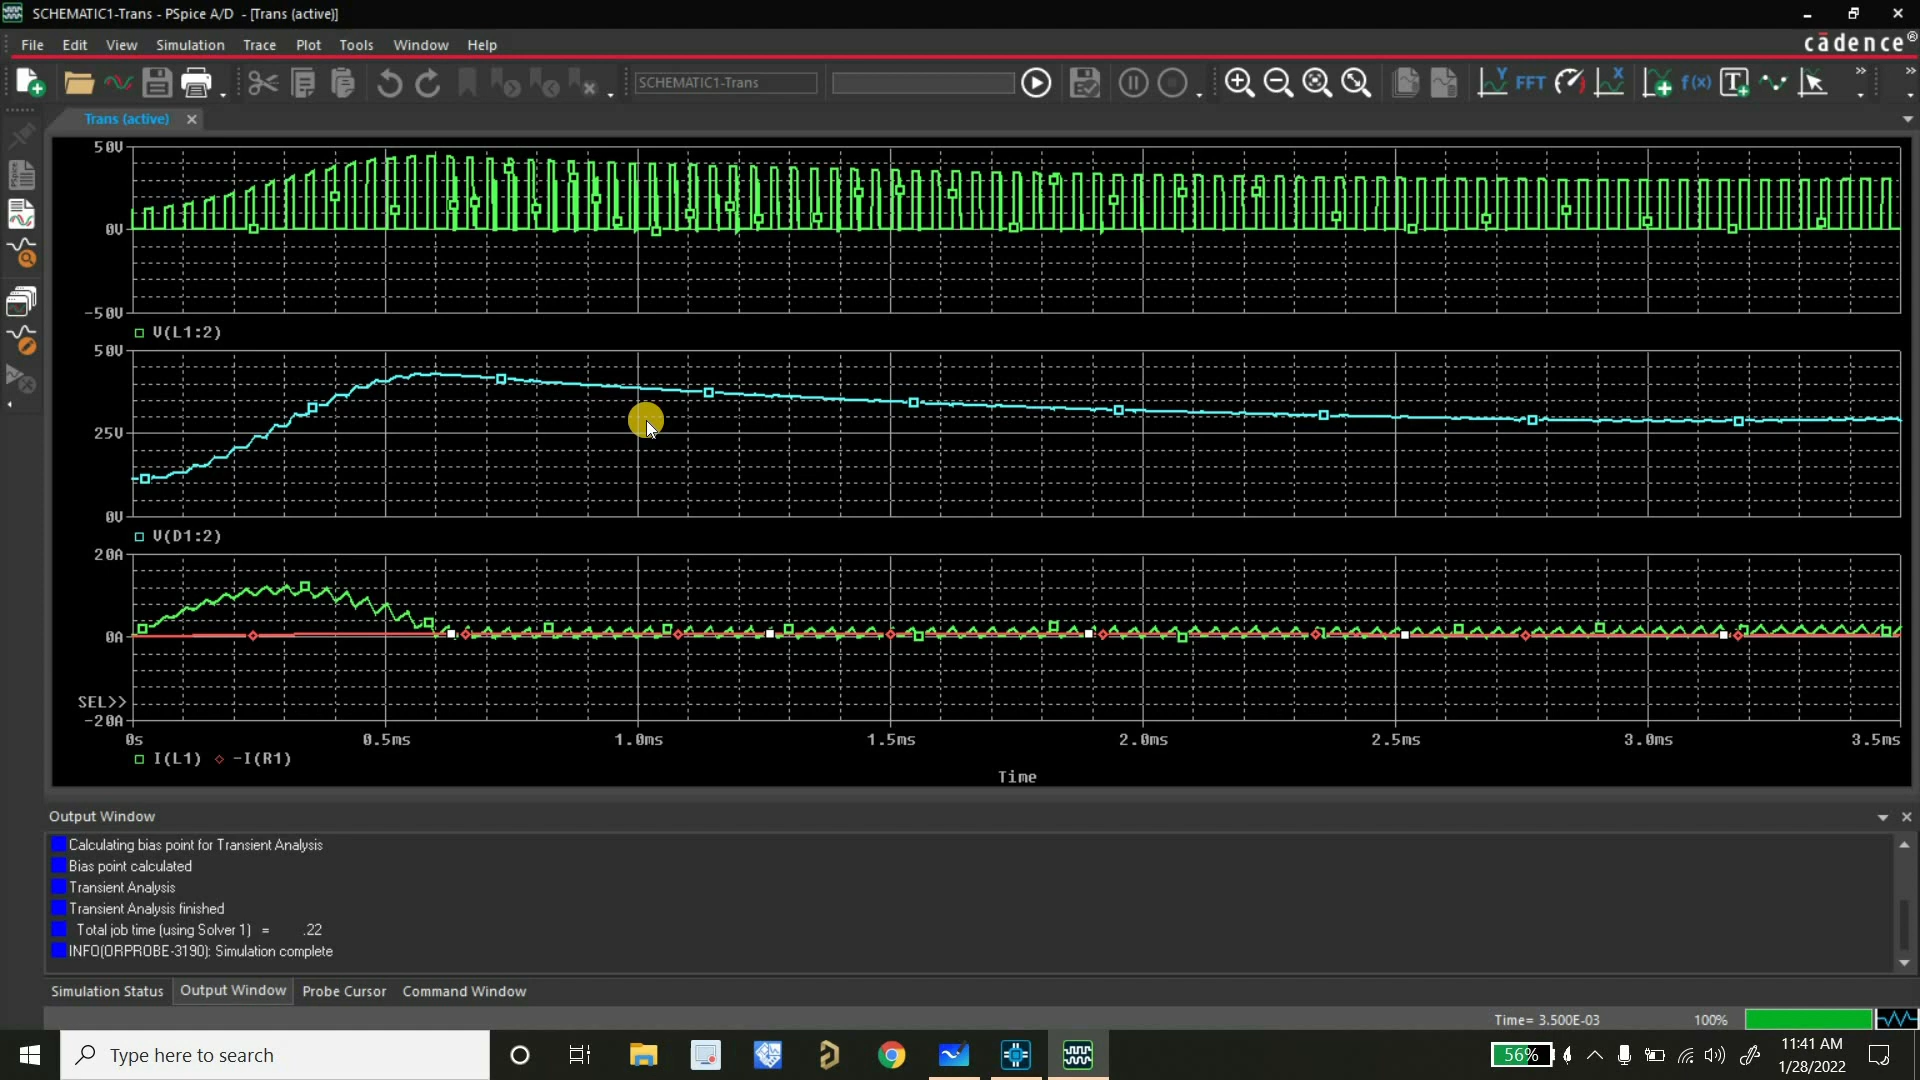 SCHEMATIC1-Trans - PSpice A/D - [Trans (active)]
File Edit View Simulation Trace Plot Tools Window Help
cādence®
SCHEMATIC1-Trans
FFT
f(x)
Trans (active)
50V
0V
-50V
V(L1:2)
50V
25V
0V
V(D1:2)
20A
0A
SEL>>
-20A
0s 0.5ms 1.0ms 1.5ms 2.0ms 2.5ms 3.0ms 3.5ms
I(L1) -I(R1)
Time
Output Window
Calculating bias point for Transient Analysis
Bias point calculated
Transient Analysis
Transient Analysis finished
Total job time (using Solver 1) = .22
INFO(ORPROBE-3190): Simulation complete
Simulation Status Output Window Probe Cursor Command Window
Time= 3.500E-03 100%
Type here to search
56%
11:41 AM
1/28/2022